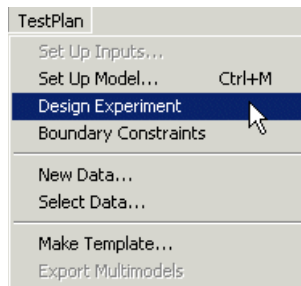 TestPlan
Set Up Inputs...
Set Up Model... Ctrl+M
Design Experiment
Boundary Constraints
New Data...
Select Data...
Make Template...
Export Multimodels